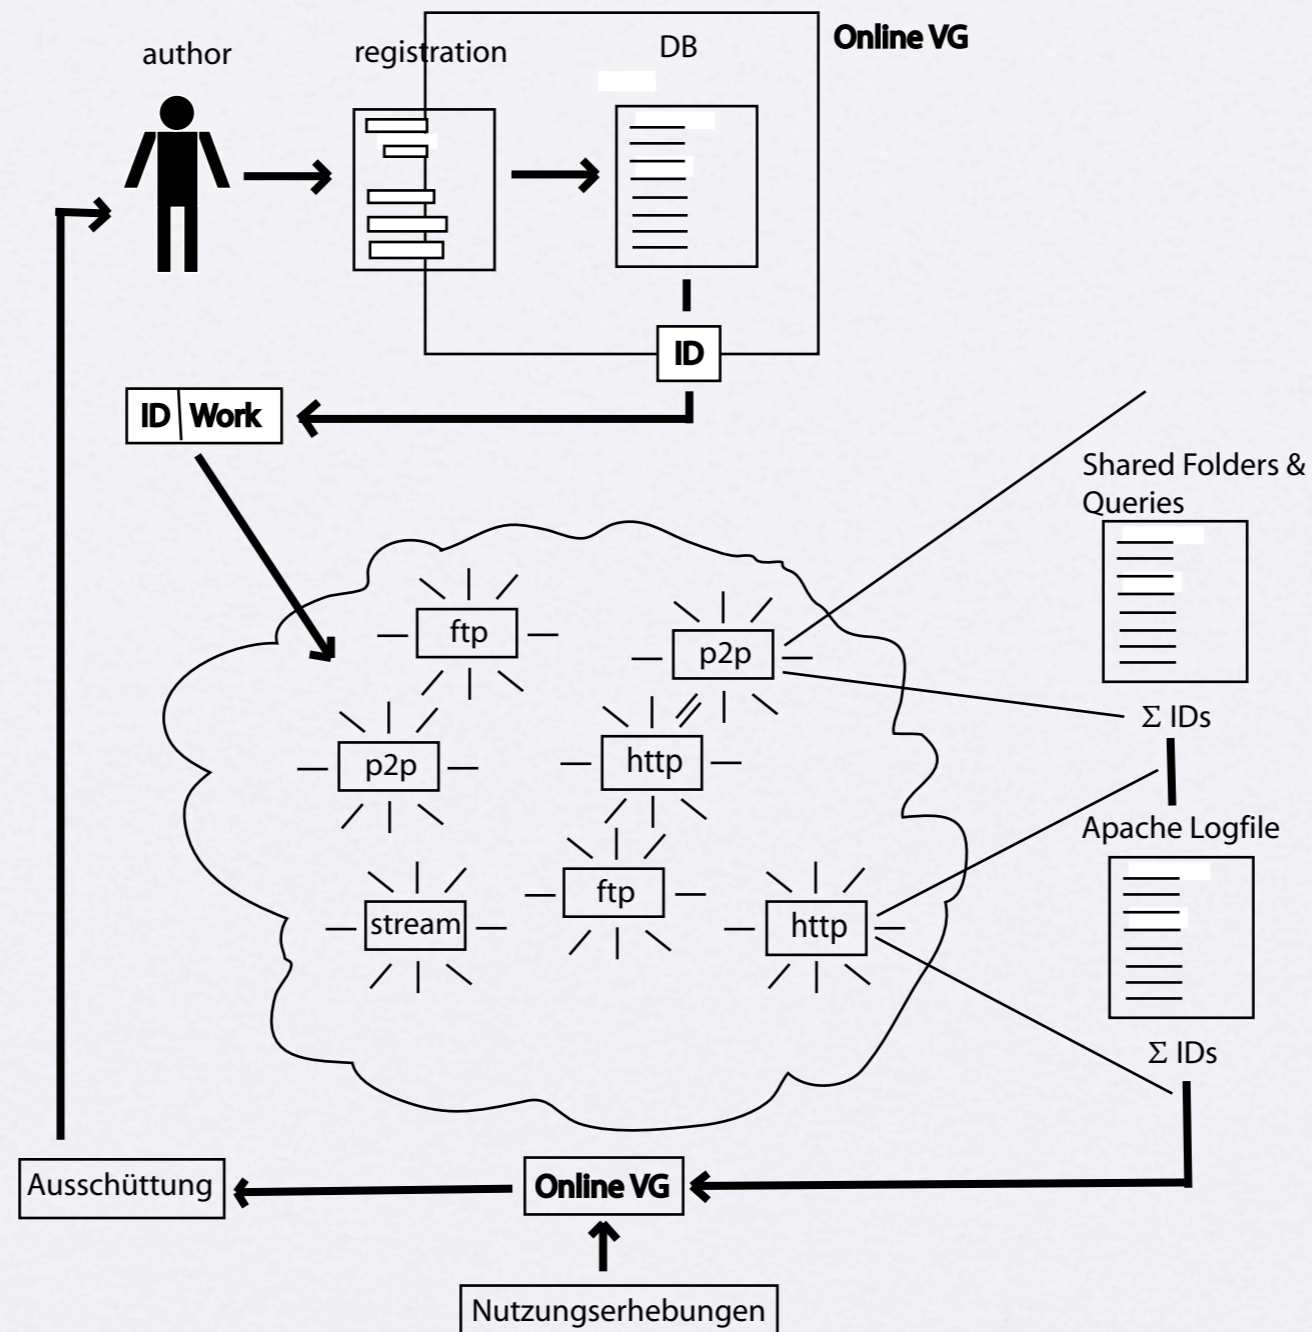 author
registration
DB
Online VG
ID
ID Work
Shared Folders &
Queries
ftp
p2p
Σ IDs
p2p
http
Apache Logfile
ftp
stream
http
Σ IDs
Ausschüttung
Online VG
Nutzungserhebungen